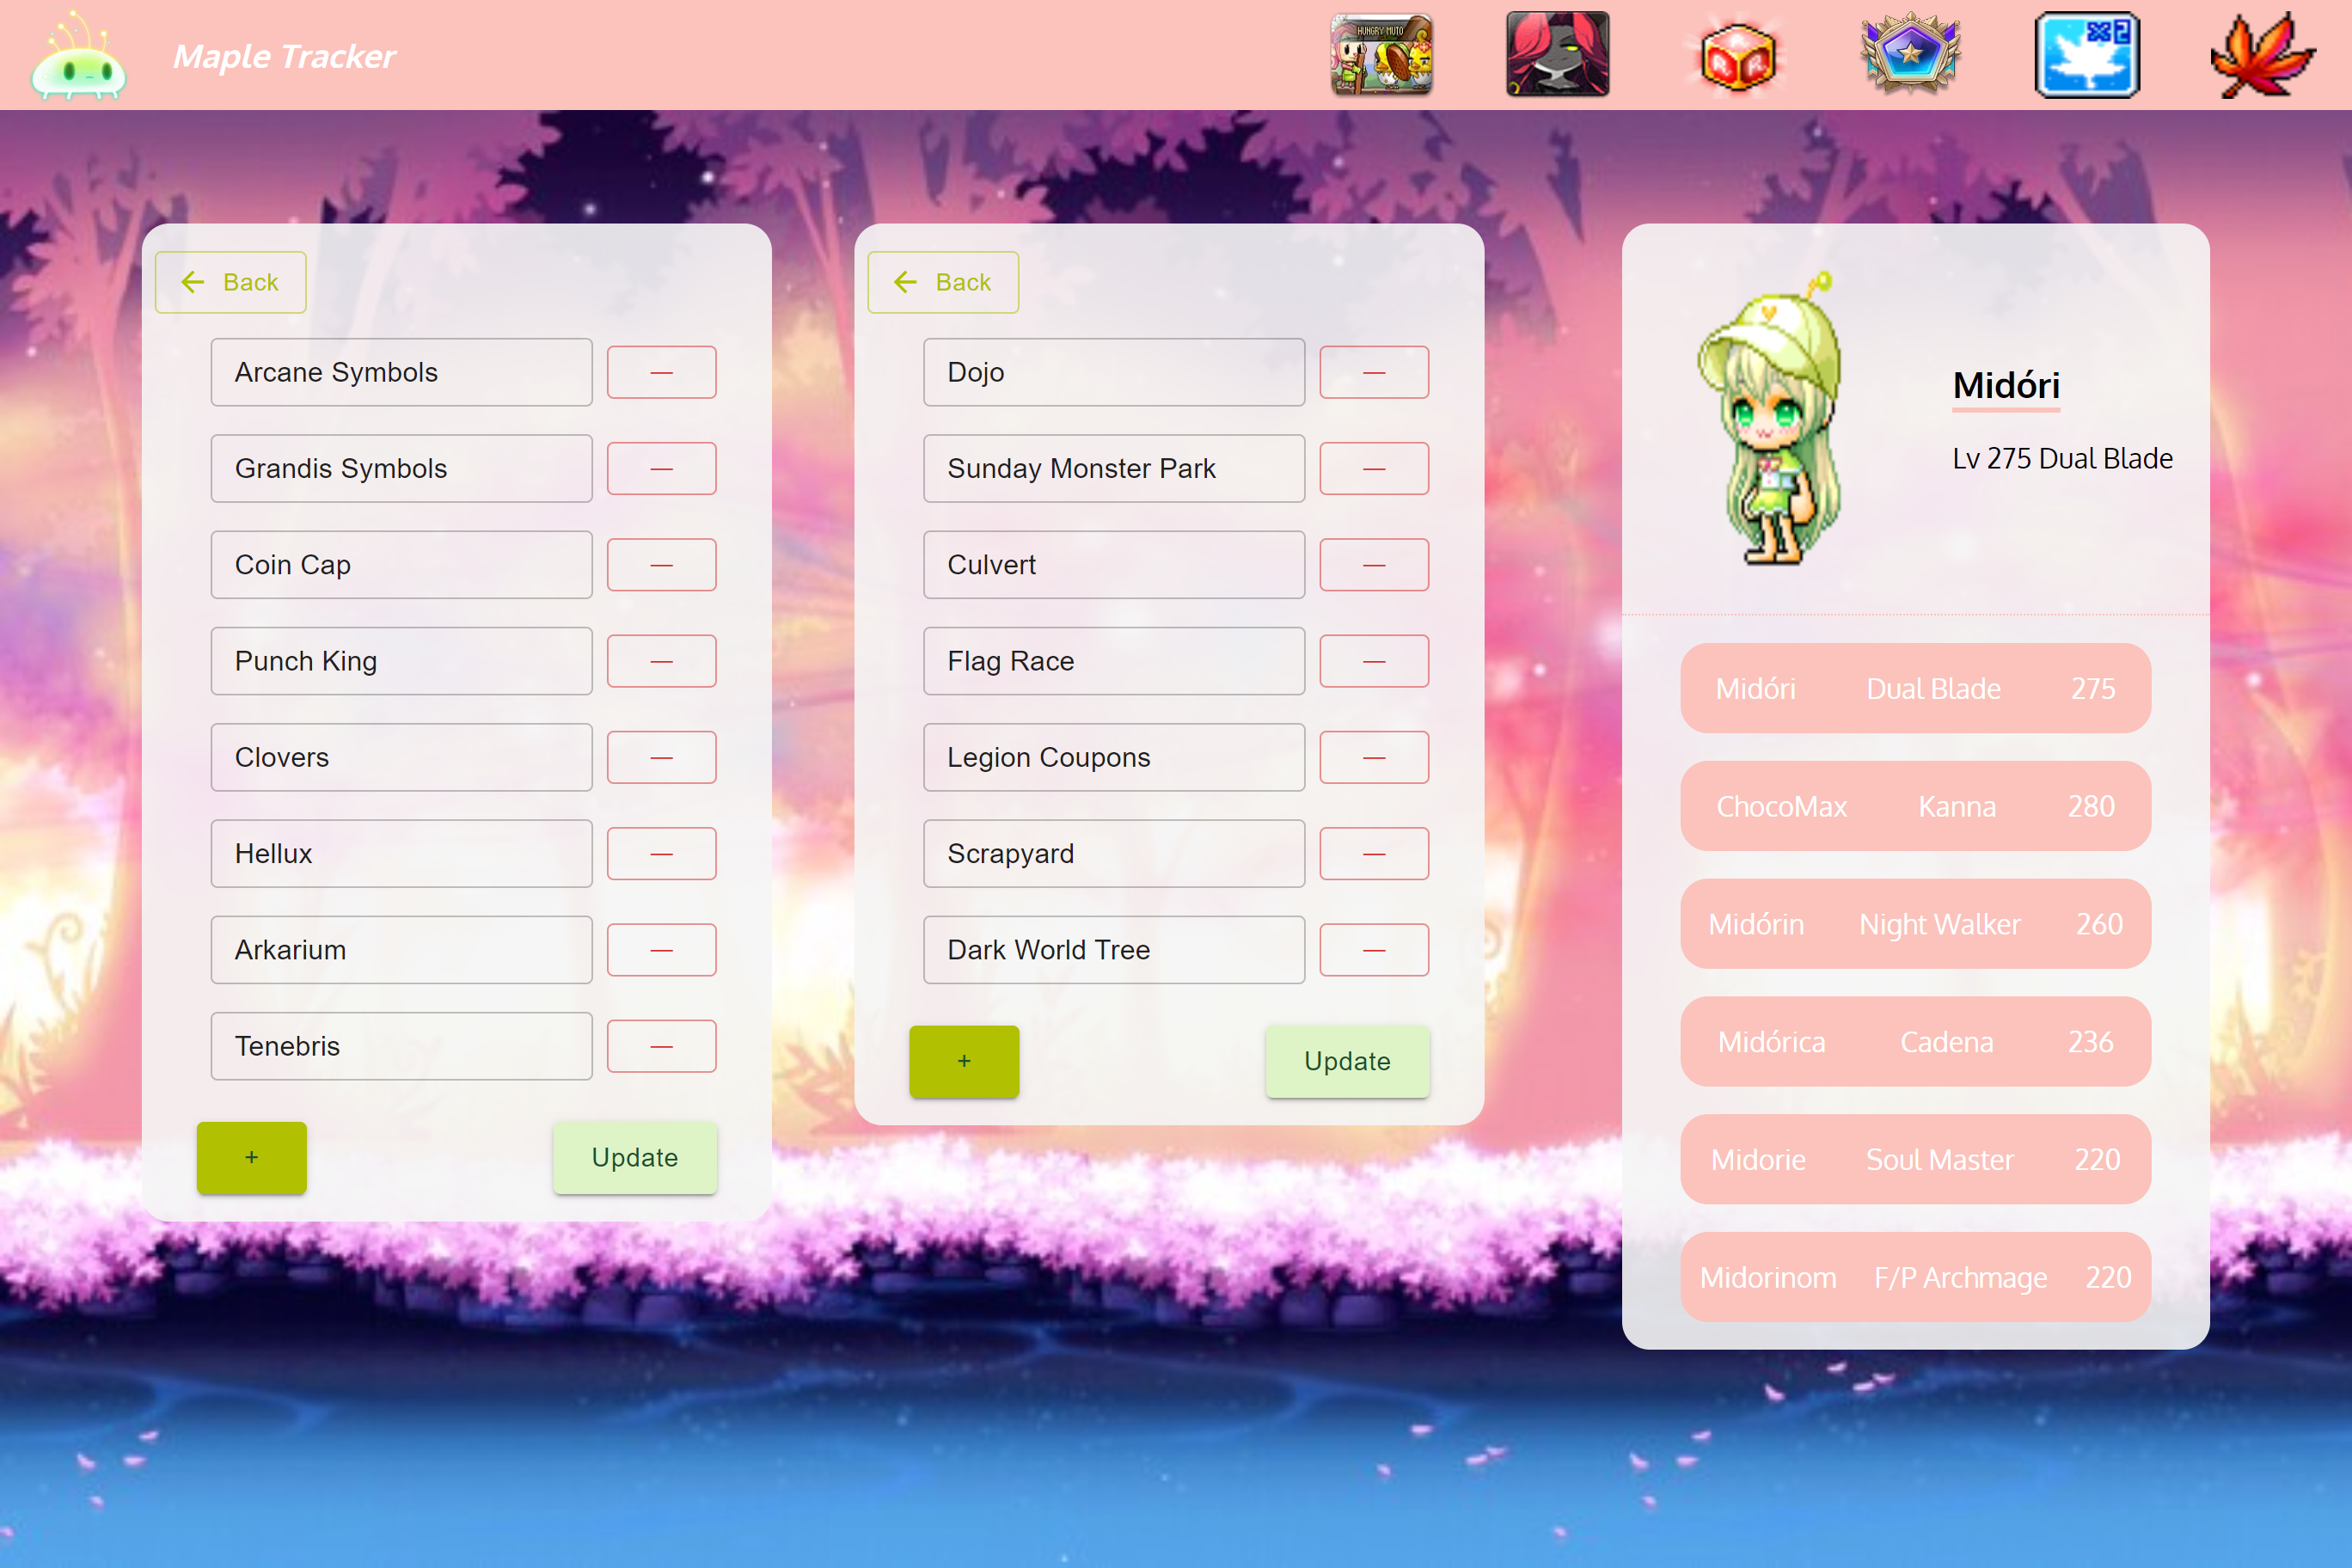 Maple Tracker
HUNGRY MUTO
Back
Arcane Symbols
Grandis Symbols
Coin Cap
Punch King
Clovers
Hellux
Arkarium
Tenebris
+
Update
Back
Dojo
Sunday Monster Park
Culvert
Flag Race
Legion Coupons
Scrapyard
Dark World Tree
+
Update
Midóri
Lv 275 Dual Blade
Midóri Dual Blade 275
ChocoMax Kanna 280
Midórin Night Walker 260
Midórica Cadena 236
Midorie Soul Master 220
Midorinom F/P Archmage 220